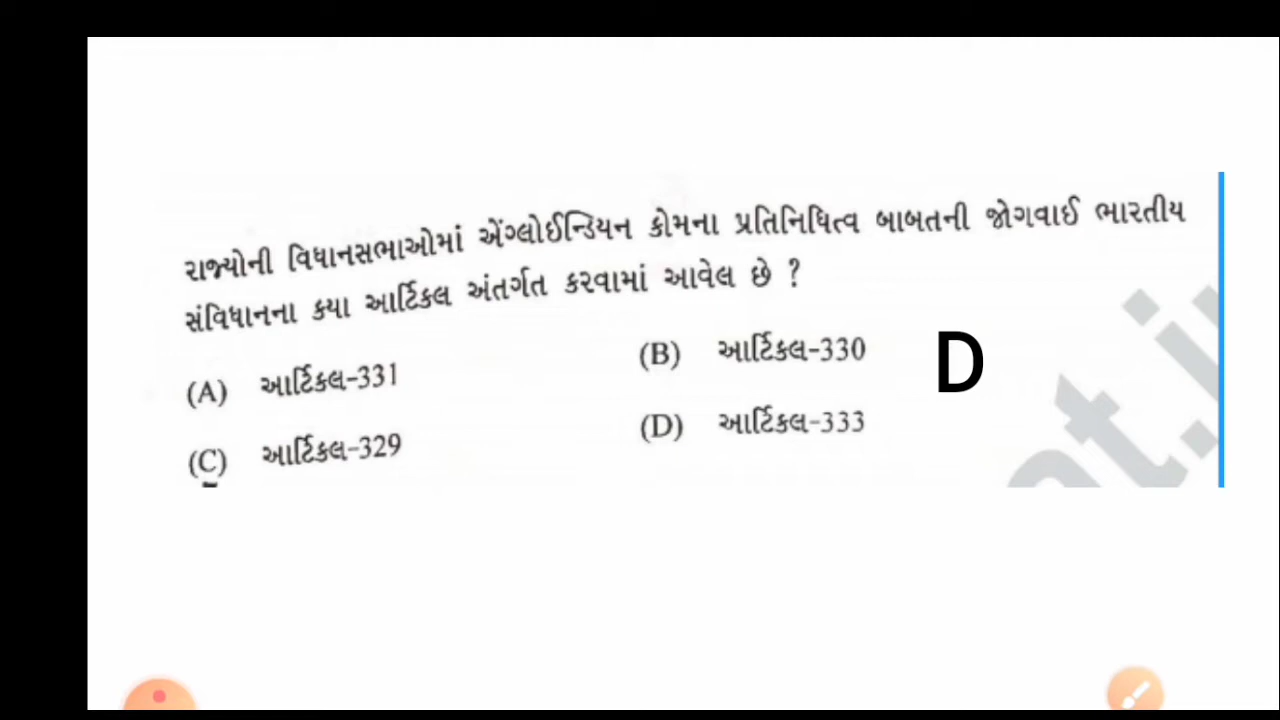 રાજ્યોની વિધાનસભાઓમાં એંગ્લોઈન્ડિયન કોમના પ્રતિનિધિત્વ બાબતની જોગવાઈ ભારતીય
સંવિધાનના ક્યા આર્ટિકલ અંતર્ગત કરવામાં આવેલ છે ?
(A) આર્ટિકલ-331
(B) આર્ટિકલ-330
D
(C) આર્ટિકલ-329
(D) આર્ટિકલ-333
t.i